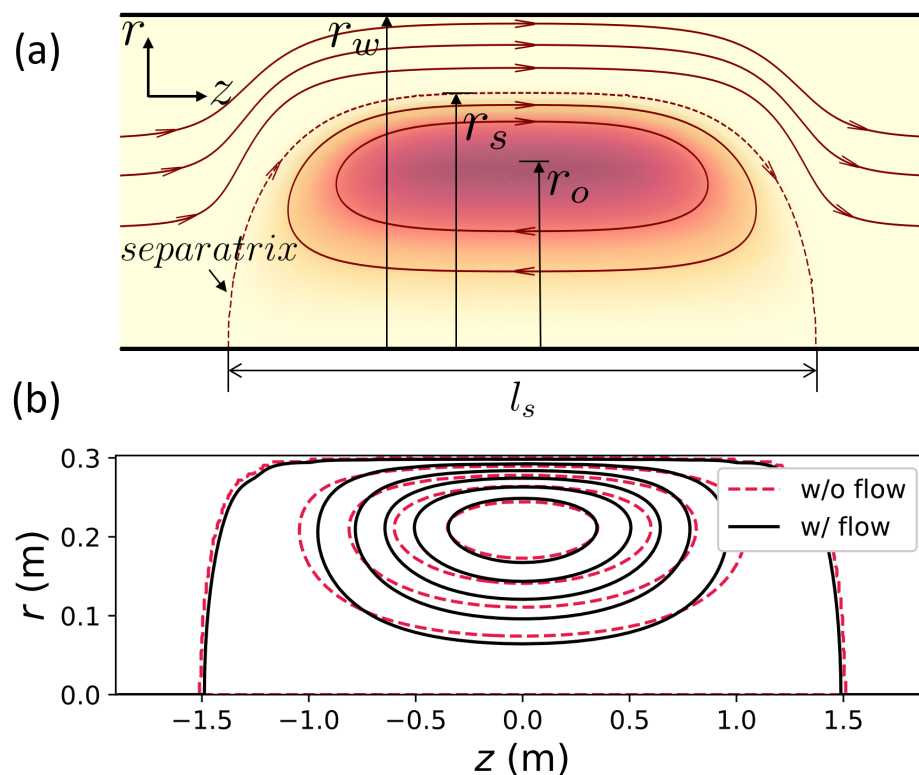 (a)
r
z
r_w
r_s
r_o
separatrix
l_s
(b)
0.3
0.2
0.1
0.0
r (m)
w/o flow
w/ flow
−1.5
−1.0
−0.5
0.0
0.5
1.0
1.5
z (m)